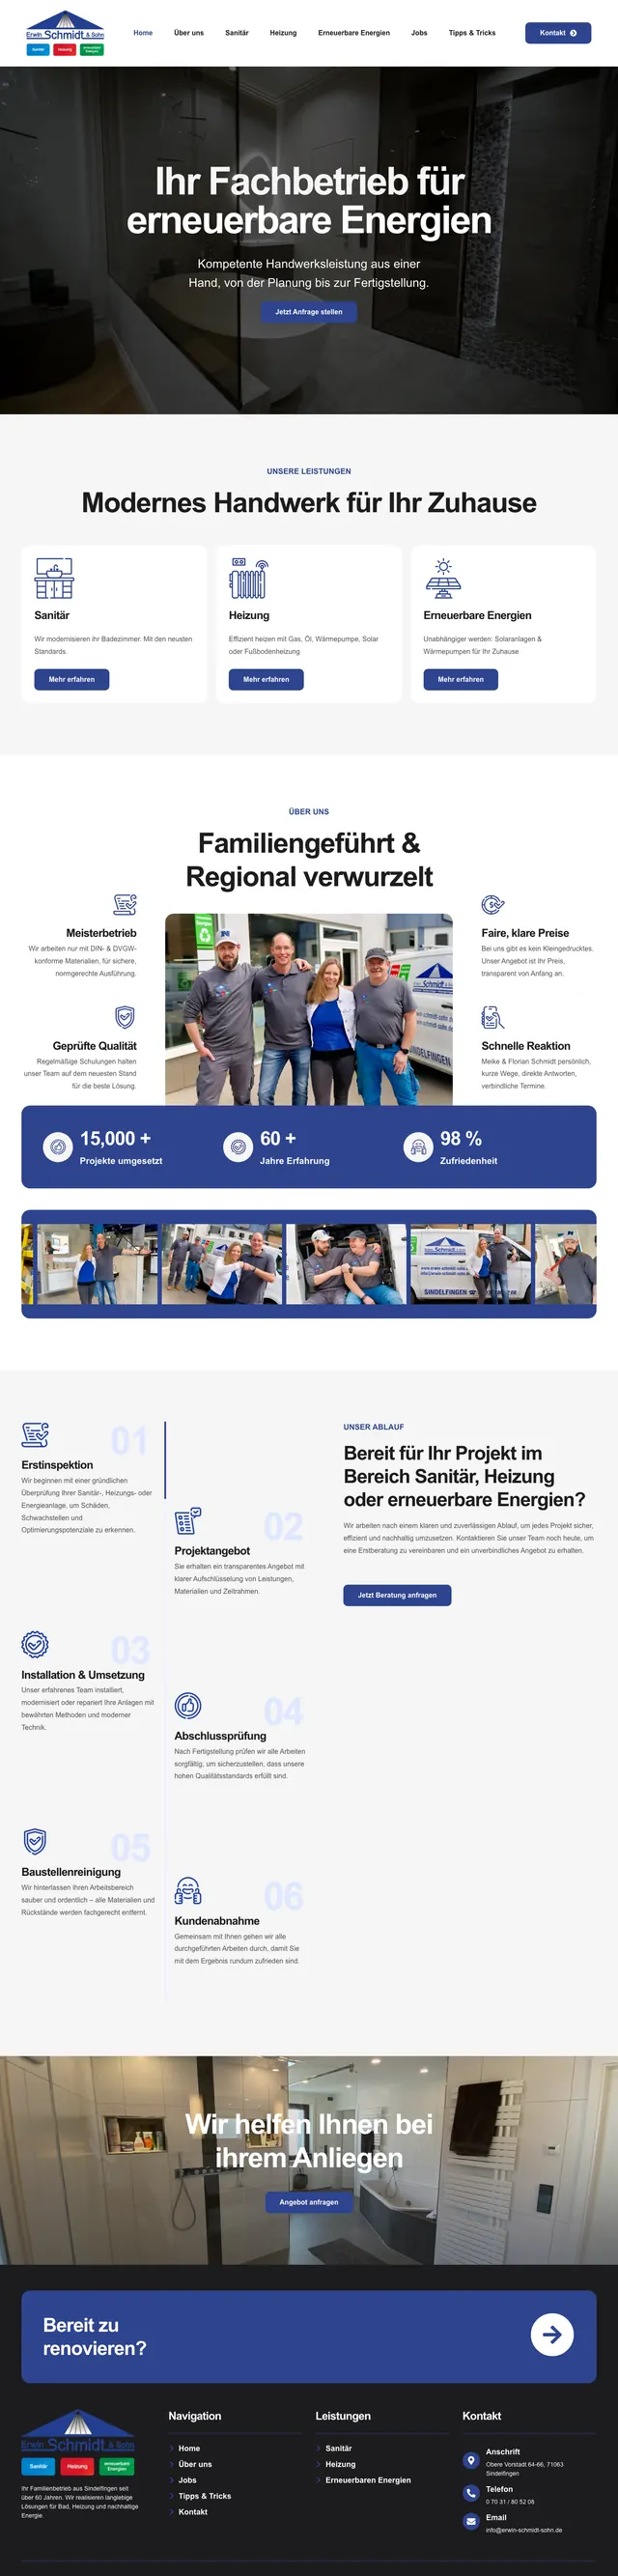 Erwin Schmidt & Sohn
Sanitär
Heizung
erneuerbare
Energien
Home
Über uns
Sanitär
Heizung
Erneuerbare Energien
Jobs
Tipps & Tricks
Kontakt
Ihr Fachbetrieb für
erneuerbare Energien
Kompetente Handwerksleistung aus einer
Hand, von der Planung bis zur Fertigstellung.
Jetzt Anfrage stellen
UNSERE LEISTUNGEN
Modernes Handwerk für Ihr Zuhause
Sanitär
Wir modernisieren ihr Badezimmer. Mit den neusten
Standards.
Mehr erfahren
Heizung
Effizient heizen mit Gas, Öl, Wärmepumpe, Solar
oder Fußbodenheizung
Mehr erfahren
Erneuerbare Energien
Unabhängiger werden: Solaranlagen &
Wärmepumpen für Ihr Zuhause
Mehr erfahren
ÜBER UNS
Familiengeführt &
Regional verwurzelt
Meisterbetrieb
Wir arbeiten nur mit DIN- & DVGW-
konforme Materialien, für sichere,
normgerechte Ausführung.
Geprüfte Qualität
Regelmäßige Schulungen halten
unser Team auf dem neuesten Stand
für die beste Lösung.
Faire, klare Preise
Bei uns gibt es kein Kleingedrucktes.
Unser Angebot ist Ihr Preis,
transparent von Anfang an.
Schnelle Reaktion
Meike & Florian Schmidt persönlich,
kurze Wege, direkte Antworten,
verbindliche Termine.
15,000 +
Projekte umgesetzt
60 +
Jahre Erfahrung
98 %
Zufriedenheit
SINDELFINGEN
01
Erstinspektion
Wir beginnen mit einer gründlichen
Überprüfung Ihrer Sanitär-, Heizungs- oder
Energieanlage, um Schäden,
Schwachstellen und
Optimierungspotenziale zu erkennen.
02
Projektangebot
Sie erhalten ein transparentes Angebot mit
klarer Aufschlüsselung von Leistungen,
Materialien und Zeitrahmen.
03
Installation & Umsetzung
Unser erfahrenes Team installiert,
modernisiert oder repariert Ihre Anlagen mit
bewährten Methoden und moderner
Technik.
04
Abschlussprüfung
Nach Fertigstellung prüfen wir alle Arbeiten
sorgfältig, um sicherzustellen, dass unsere
hohen Qualitätsstandards erfüllt sind.
05
Baustellenreinigung
Wir hinterlassen Ihren Arbeitsbereich
sauber und ordentlich – alle Materialien und
Rückstände werden fachgerecht entfernt.
06
Kundenabnahme
Gemeinsam mit Ihnen gehen wir alle
durchgeführten Arbeiten durch, damit Sie
mit dem Ergebnis rundum zufrieden sind.
UNSER ABLAUF
Bereit für Ihr Projekt im
Bereich Sanitär, Heizung
oder erneuerbare Energien?
Wir arbeiten nach einem klaren und zuverlässigen Ablauf, um jedes Projekt sicher,
effizient und nachhaltig umzusetzen. Kontaktieren Sie unser Team noch heute, um
eine Erstberatung zu vereinbaren und ein unverbindliches Angebot zu erhalten.
Jetzt Beratung anfragen
Wir helfen Ihnen bei
ihrem Anliegen
Angebot anfragen
Bereit zu
renovieren?
Erwin Schmidt & Sohn
Sanitär
Heizung
erneuerbare
Energien
Ihr Familienbetrieb aus Sindelfingen seit
über 60 Jahren. Wir realisieren langlebige
Lösungen für Bad, Heizung und nachhaltige
Energie.
Navigation
Home
Über uns
Jobs
Tipps & Tricks
Kontakt
Leistungen
Sanitär
Heizung
Erneuerbaren Energien
Kontakt
Anschrift
Obere Vorstadt 64-66, 71063
Sindelfingen
Telefon
0 70 31 / 80 52 08
Email
info@erwin-schmidt-sohn.de